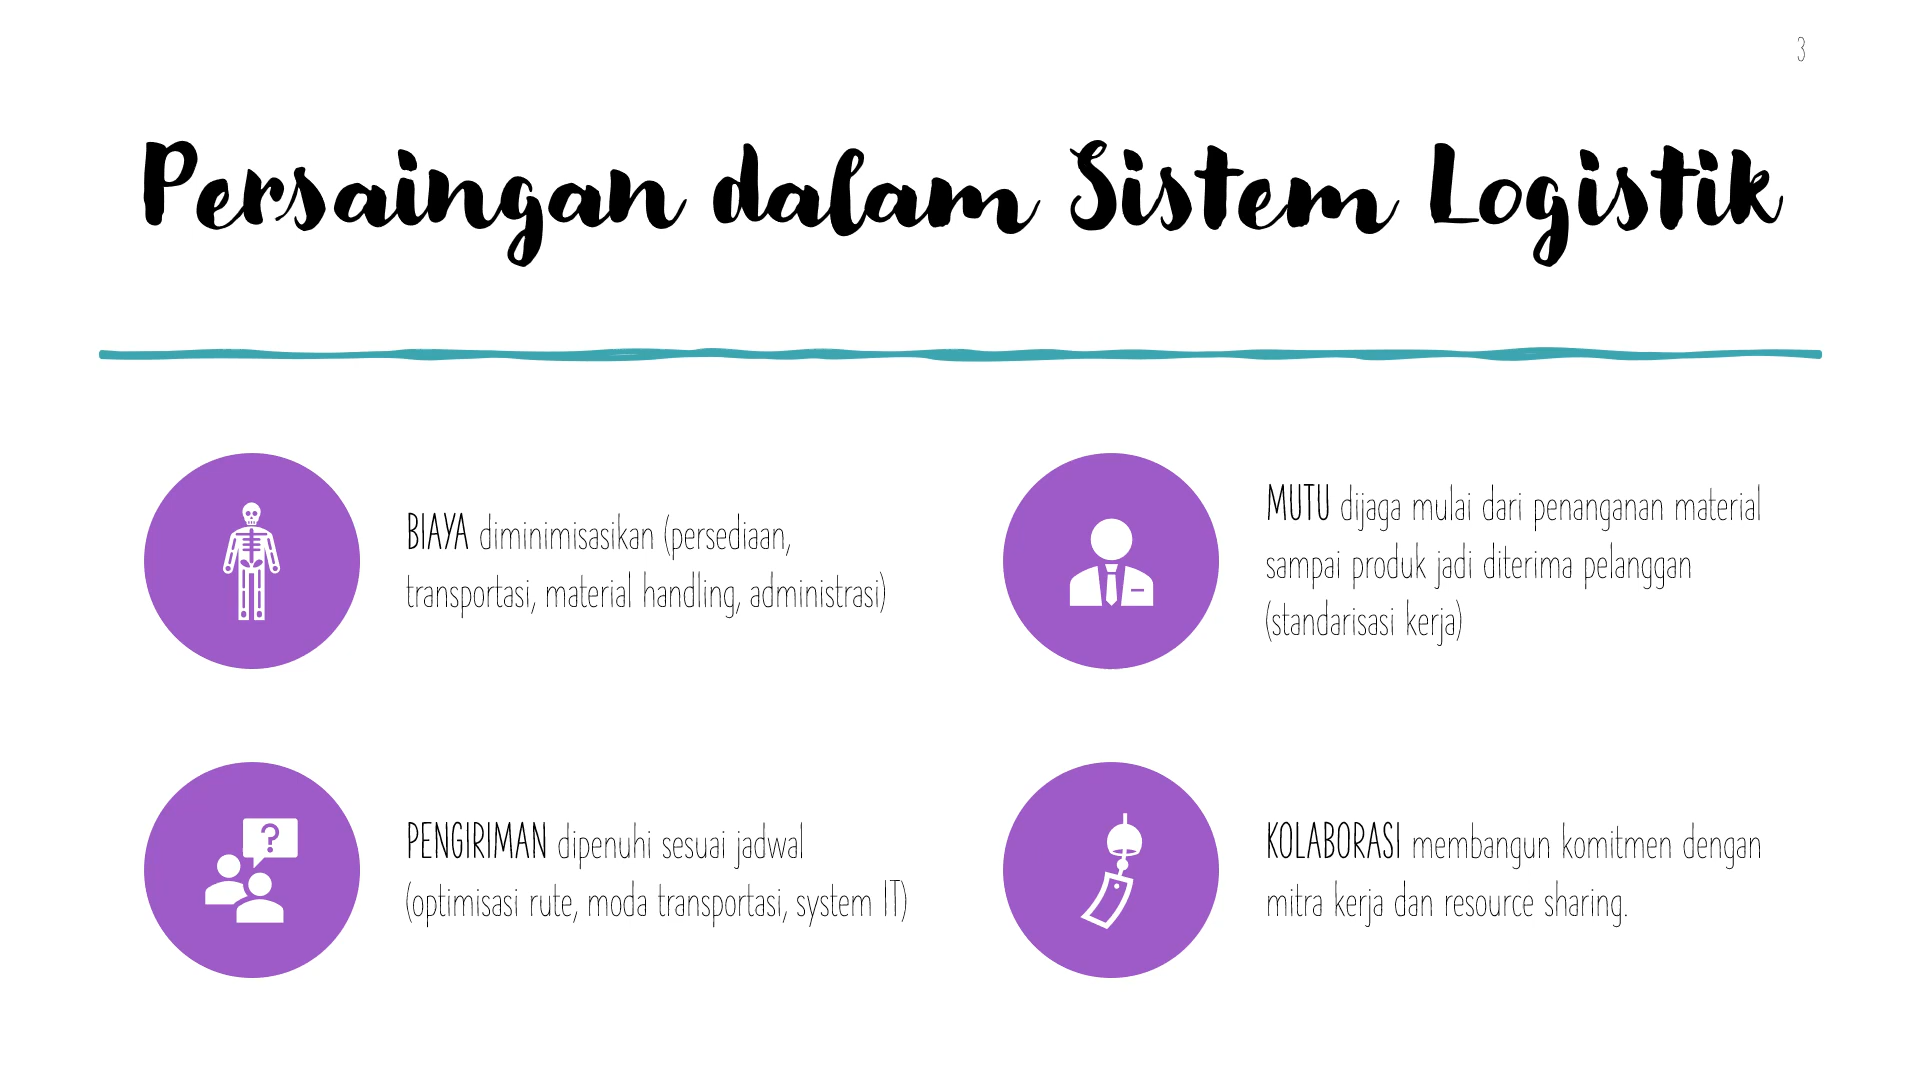 3
Persaingan dalam Sistem Logistik
BIAYA diminimisasikan (persediaan,
transportasi, material handling, administrasi)
MUTU dijaga mulai dari penanganan material
sampai produk jadi diterima pelanggan
(standarisasi kerja)
?
PENGIRIMAN dipenuhi sesuai jadwal
(optimisasi rute, moda transportasi, system IT)
KOLABORASI membangun komitmen dengan
mitra kerja dan resource sharing.